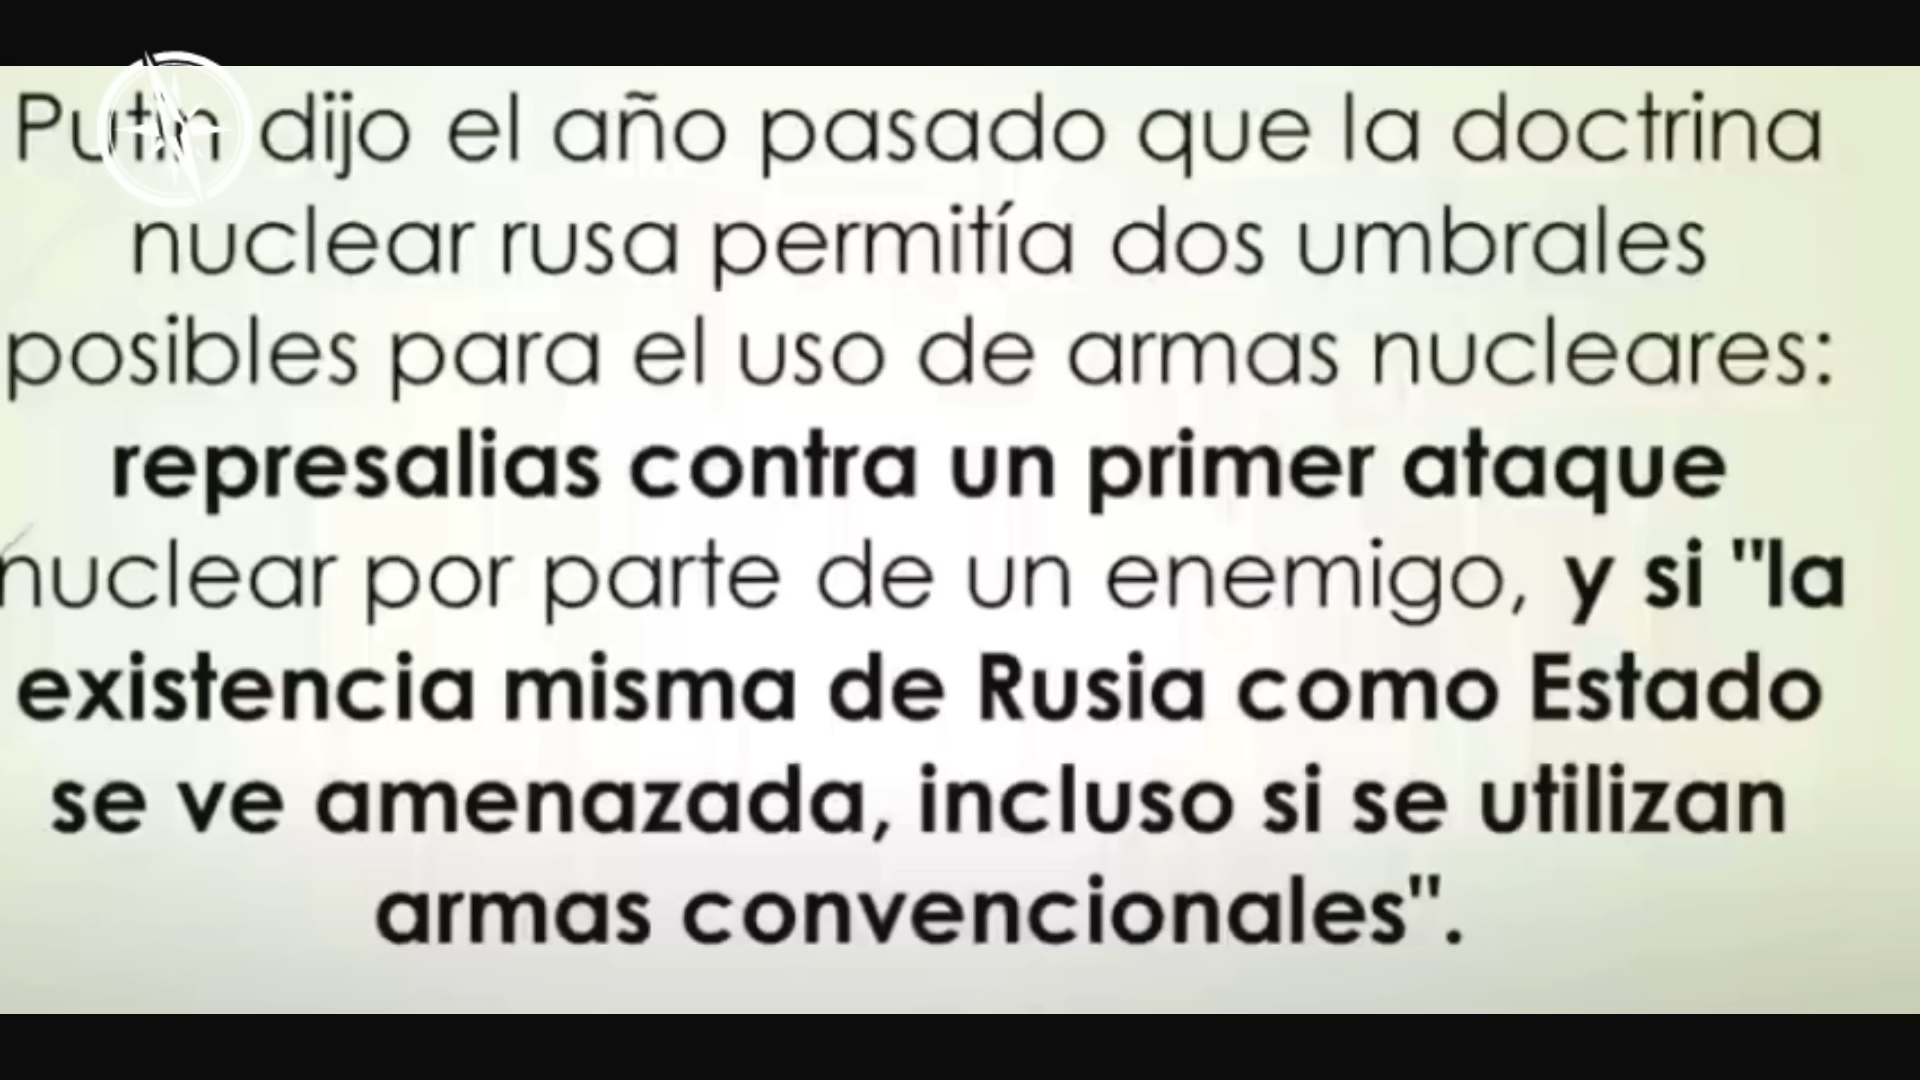 Putin dijo el año pasado que la doctrina
nuclear rusa permitía dos umbrales
posibles para el uso de armas nucleares:
represalias contra un primer ataque
nuclear por parte de un enemigo, y si "la
existencia misma de Rusia como Estado
se ve amenazada, incluso si se utilizan
armas convencionales".